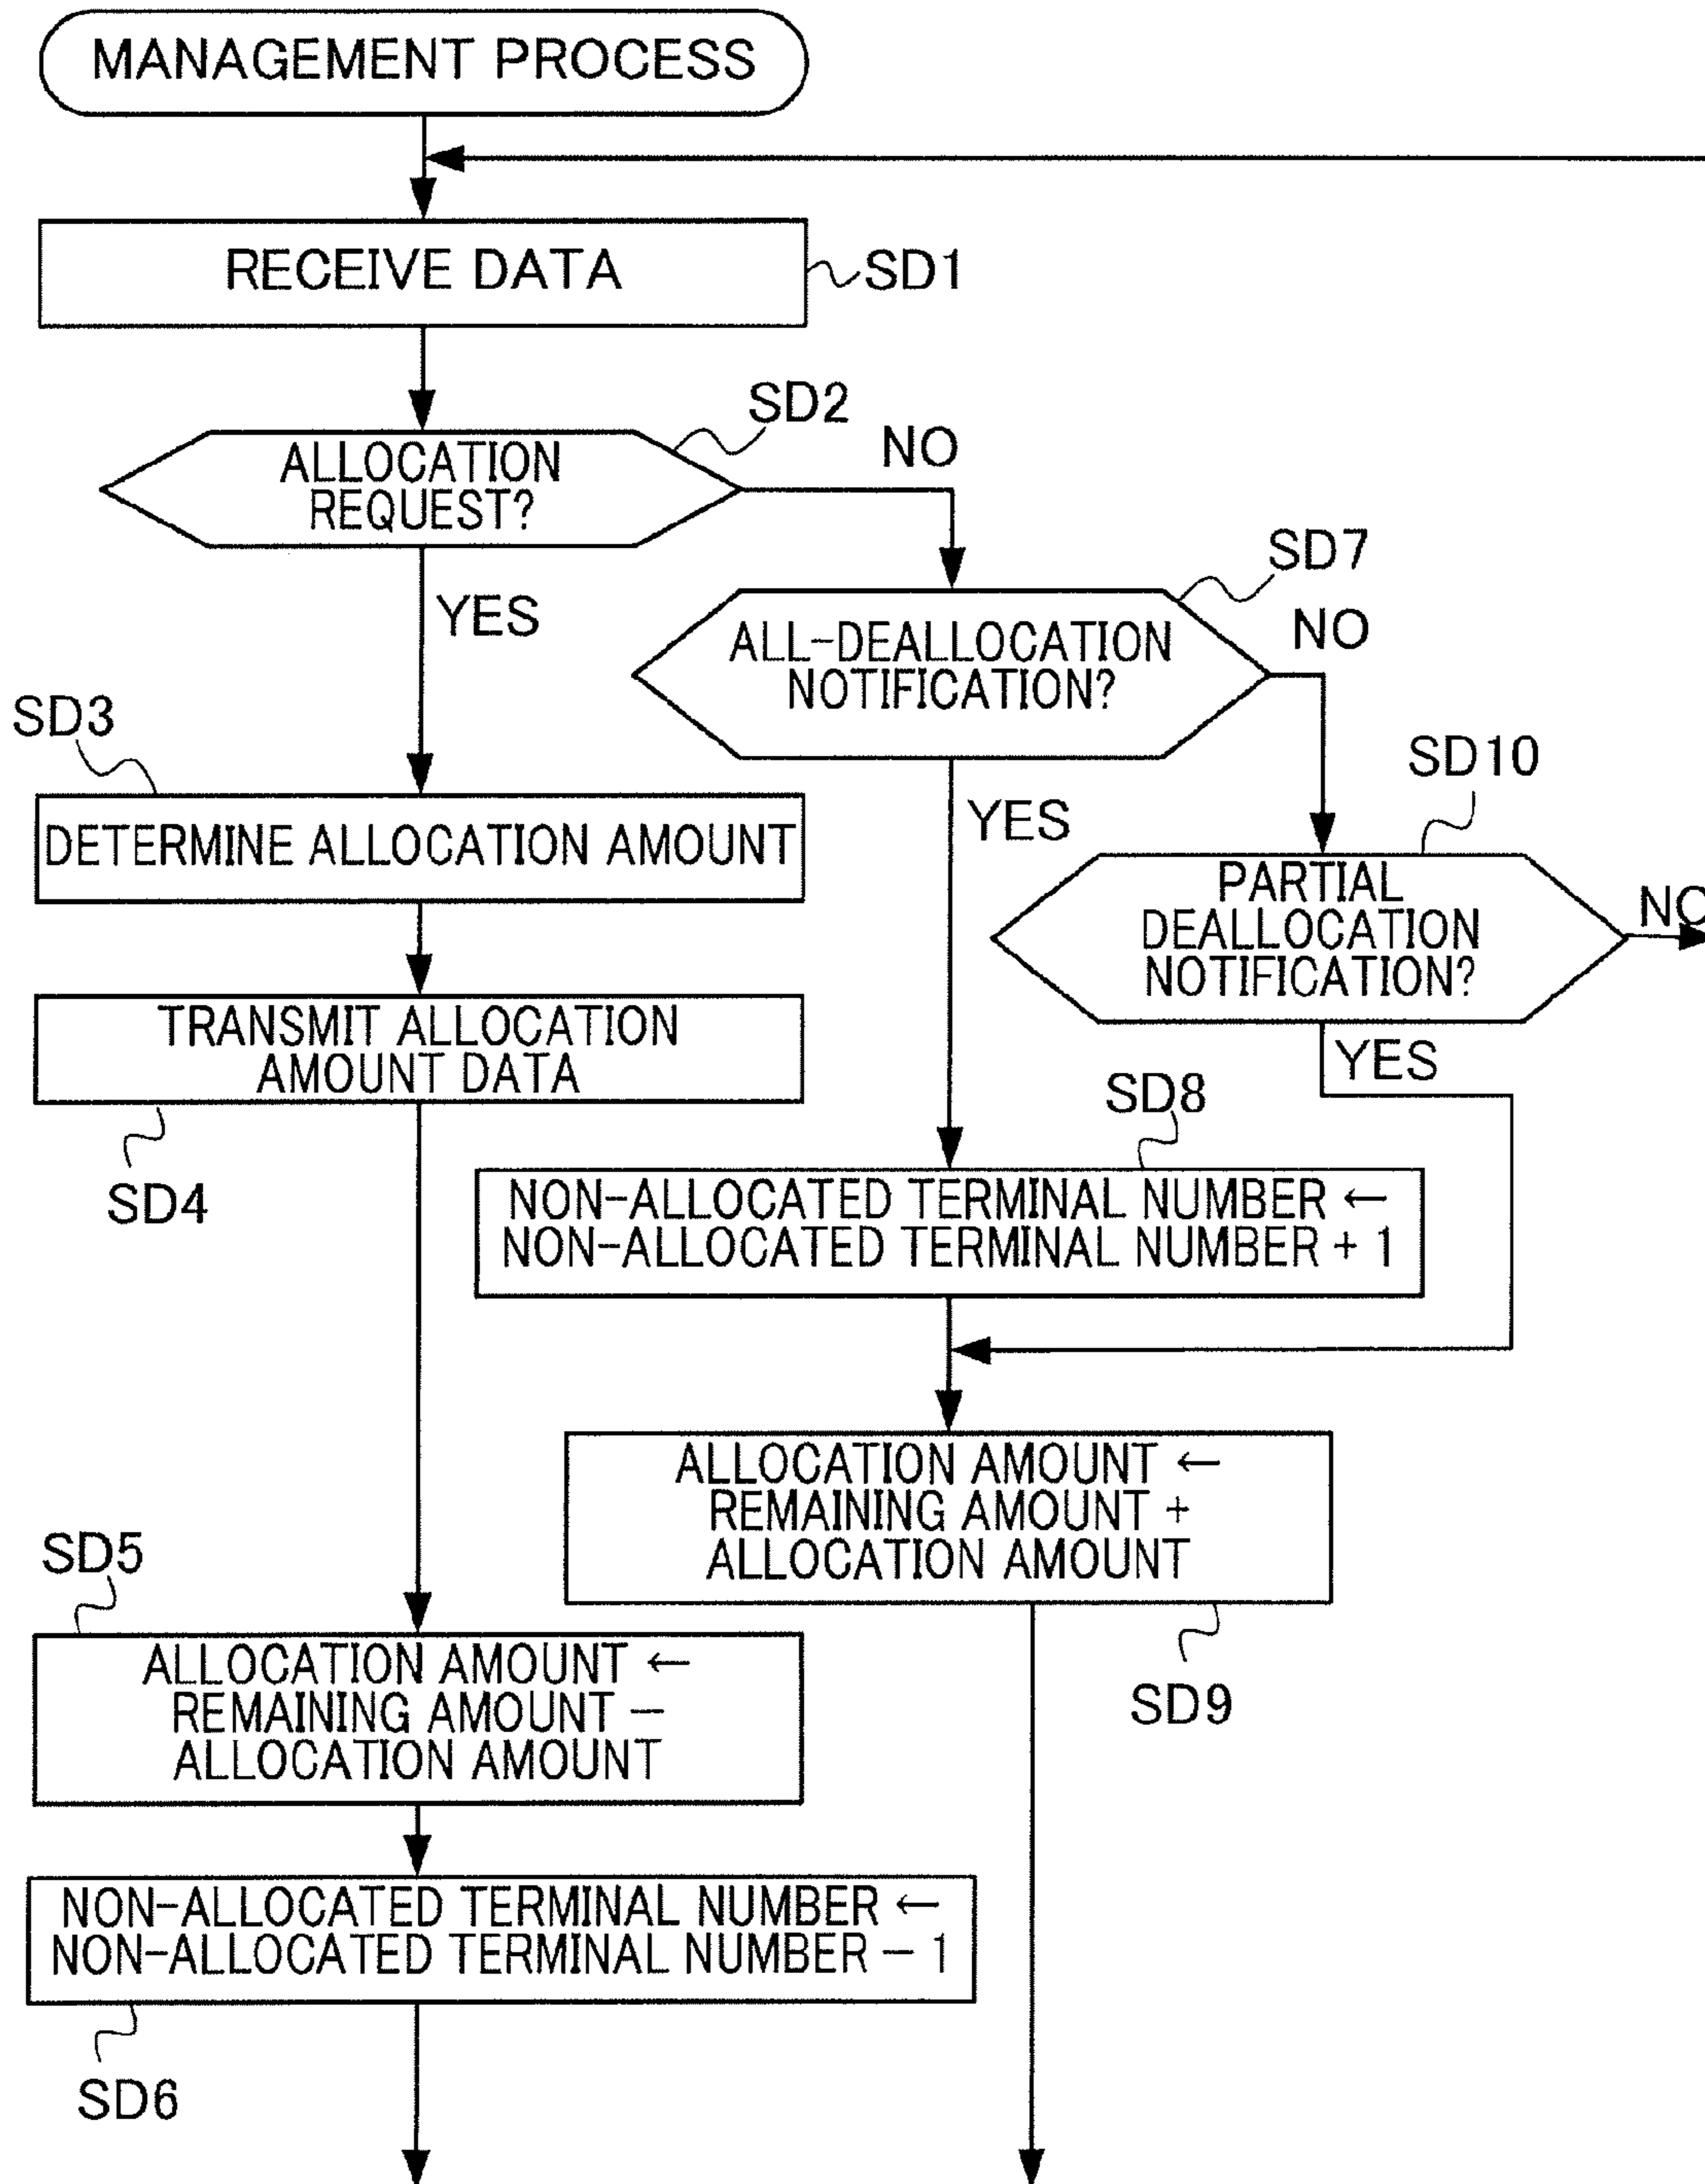 MANAGEMENT PROCESS
RECEIVE DATA
SD1
SD2
ALLOCATION
REQUEST?
NO
YES
SD7
ALL-DEALLOCATION
NOTIFICATION?
NO
YES
SD3
DETERMINE ALLOCATION AMOUNT
SD10
PARTIAL
DEALLOCATION
NOTIFICATION?
NO
YES
TRANSMIT ALLOCATION
AMOUNT DATA
SD4
SD8
NON-ALLOCATED TERMINAL NUMBER ←
NON-ALLOCATED TERMINAL NUMBER + 1
ALLOCATION AMOUNT ←
REMAINING AMOUNT +
ALLOCATION AMOUNT
SD9
SD5
ALLOCATION AMOUNT ←
REMAINING AMOUNT −
ALLOCATION AMOUNT
NON-ALLOCATED TERMINAL NUMBER ←
NON-ALLOCATED TERMINAL NUMBER − 1
SD6